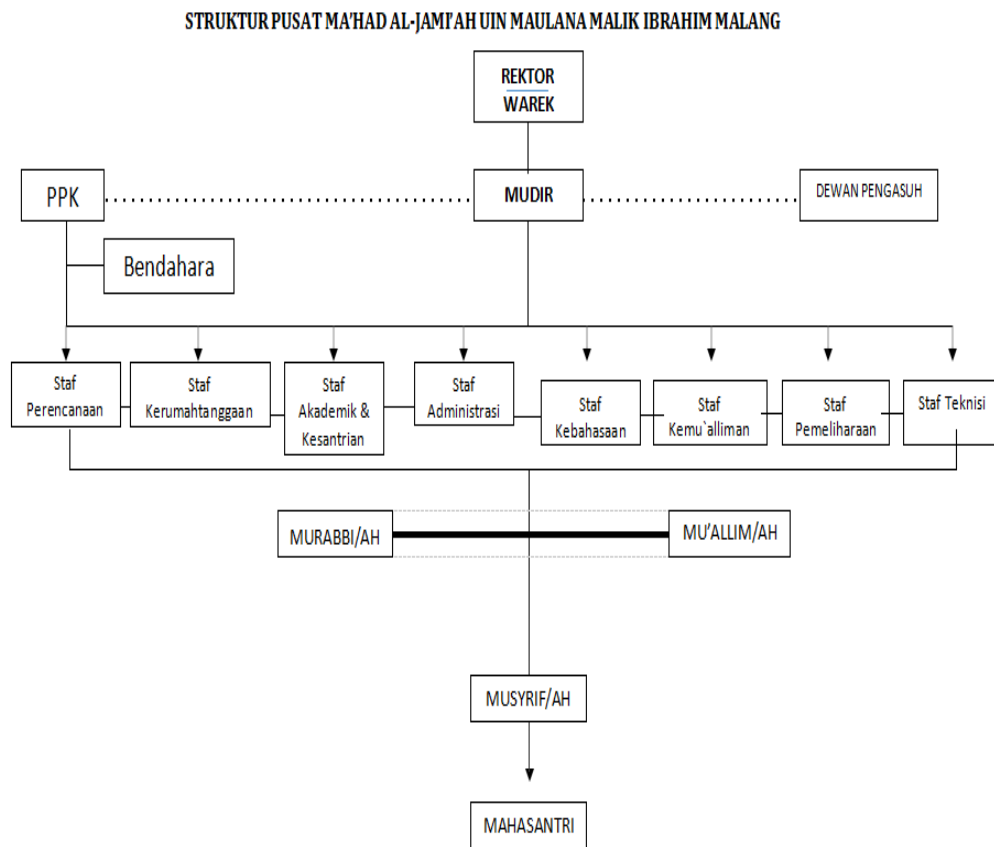 STRUKTUR PUSAT MA'HAD AL-JAMI'AH UIN MAULANA MALIK IBRAHIM MALANG
REKTOR
WAREK
PPK
MUDIR
DEWAN PENGASUH
Bendahara
Staf
Perencanaan
Staf
Kerumahtanggaan
Staf
Akademik &
Kesantrian
Staf
Administrasi
Staf
Kebahasaan
Staf
Kemu`alliman
Staf
Pemeliharaan
Staf Teknisi
MURABBI/AH
MU'ALLIM/AH
MUSYRIF/AH
MAHASANTRI